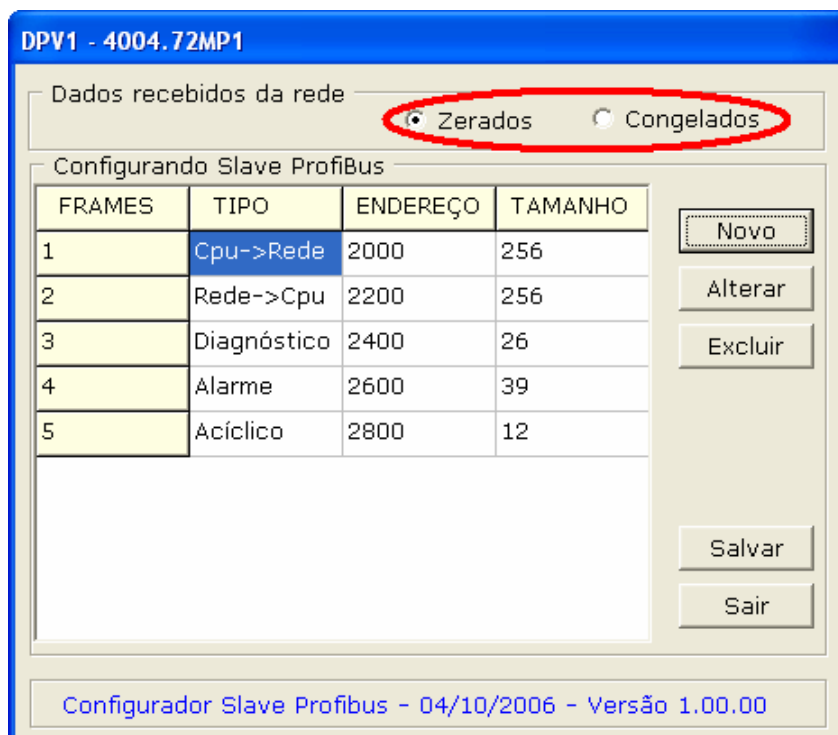 DPV1 - 4004.72MP1
Dados recebidos da rede
Zerados Congelados
Configurando Slave ProfiBus
FRAMES TIPO ENDEREÇO TAMANHO
Novo
1 Cpu->Rede 2000 256
2 Rede->Cpu 2200 256
Alterar
3 Diagnóstico 2400 26
Excluir
4 Alarme 2600 39
5 Acíclico 2800 12
Salvar
Sair
Configurador Slave Profibus - 04/10/2006 - Versão 1.00.00